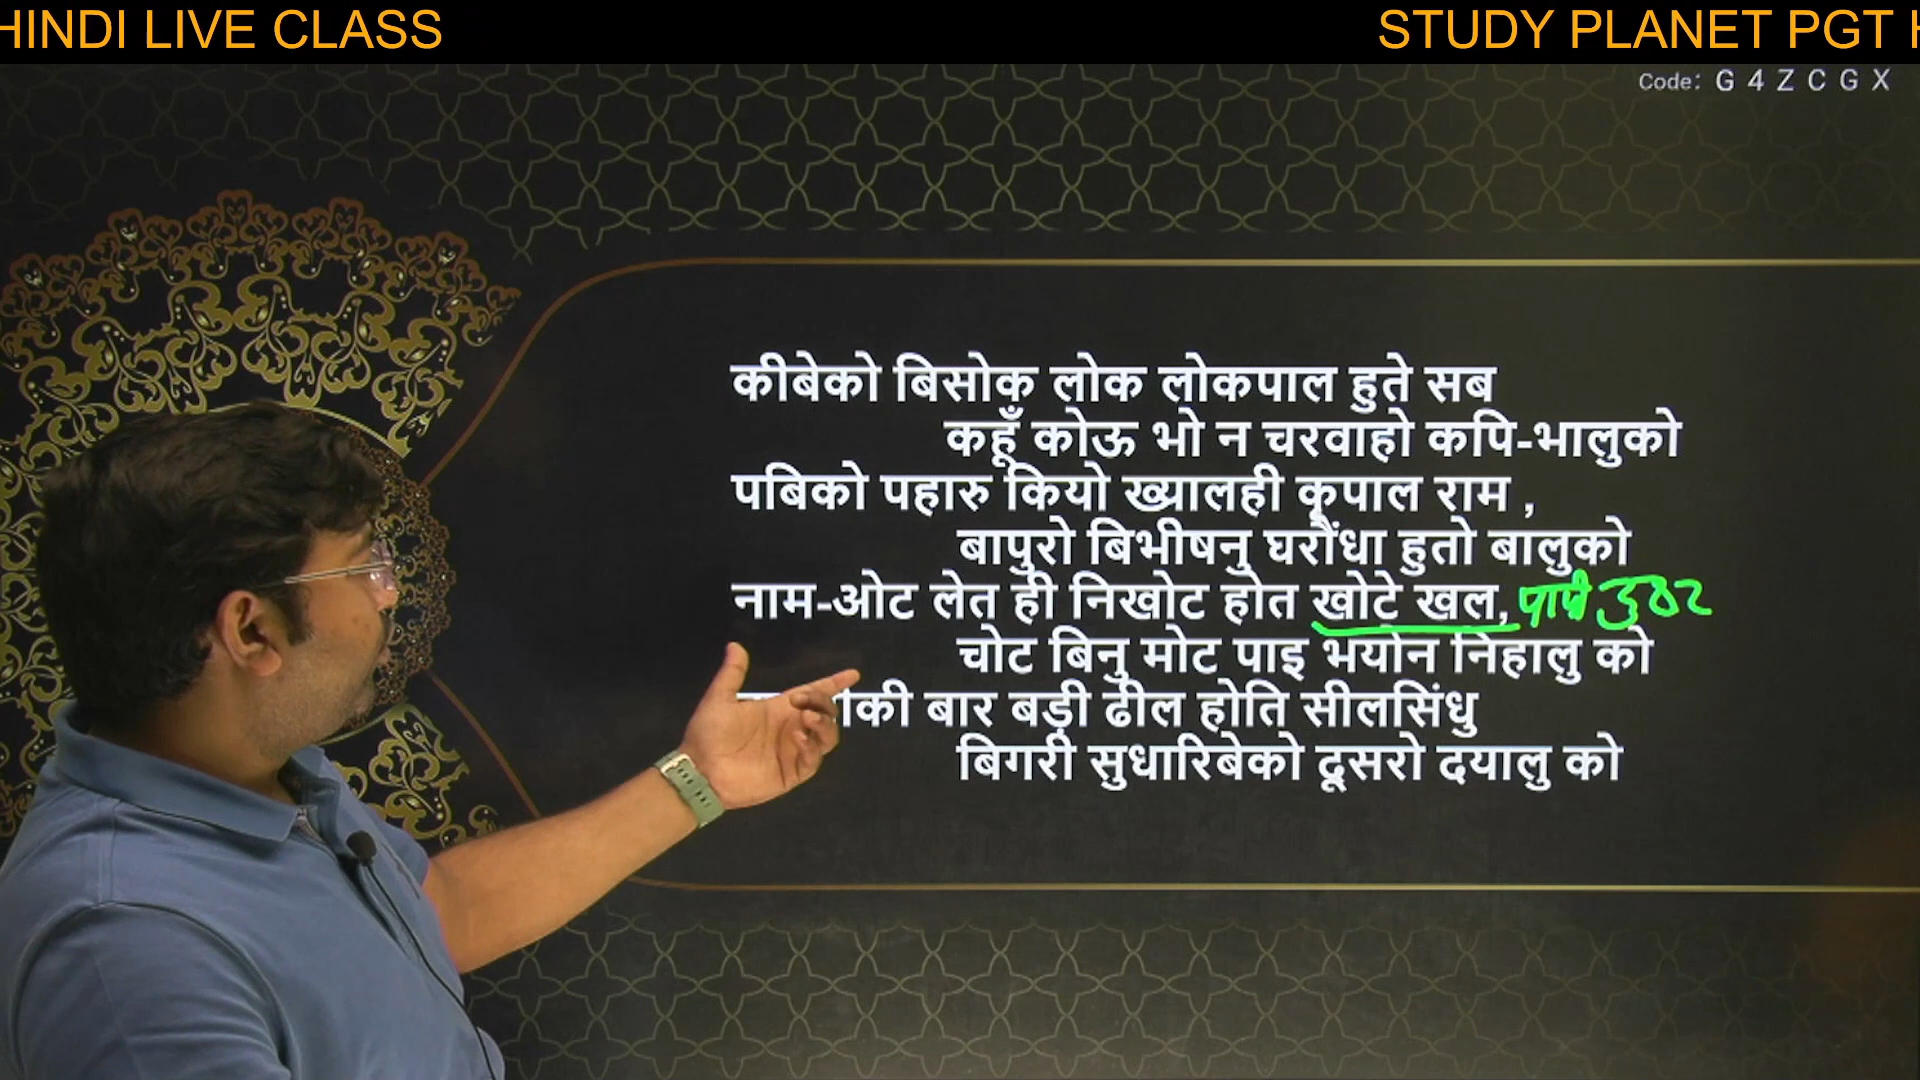 HINDI LIVE CLASS
STUDY PLANET PGT
Code: G 4 Z C G X
कीबेको बिसोक लोक लोकपाल हुते सब
कहूँ कोऊ भो न चरवाहो कपि-भालुको
पबिको पहारु कियो ख्यालही कृपाल राम ,
बापुरो बिभीषनु घरौंधा हुतो बालुको
नाम-ओट लेत ही निखोट होत खोटे खल,
चोट बिनु मोट पाइ भयोन निहालु को
बार बड़ी ढील होति सीलसिंधु
बिगरी सुधारिबेको दूसरो दयालु को